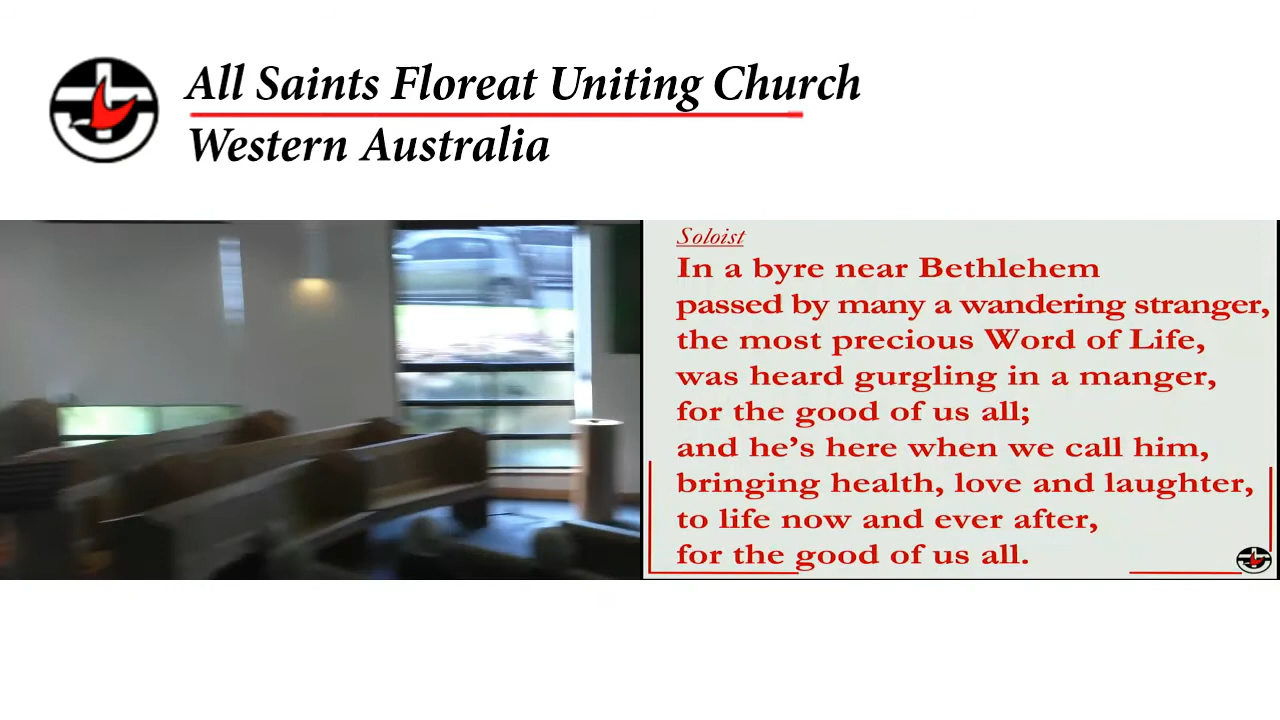 All Saints Floreat Uniting Church
Western Australia
Soloist
In a byre near Bethlehem
passed by many a wandering stranger,
the most precious Word of Life,
was heard gurgling in a manger,
for the good of us all;
and he’s here when we call him,
bringing health, love and laughter,
to life now and ever after,
for the good of us all.